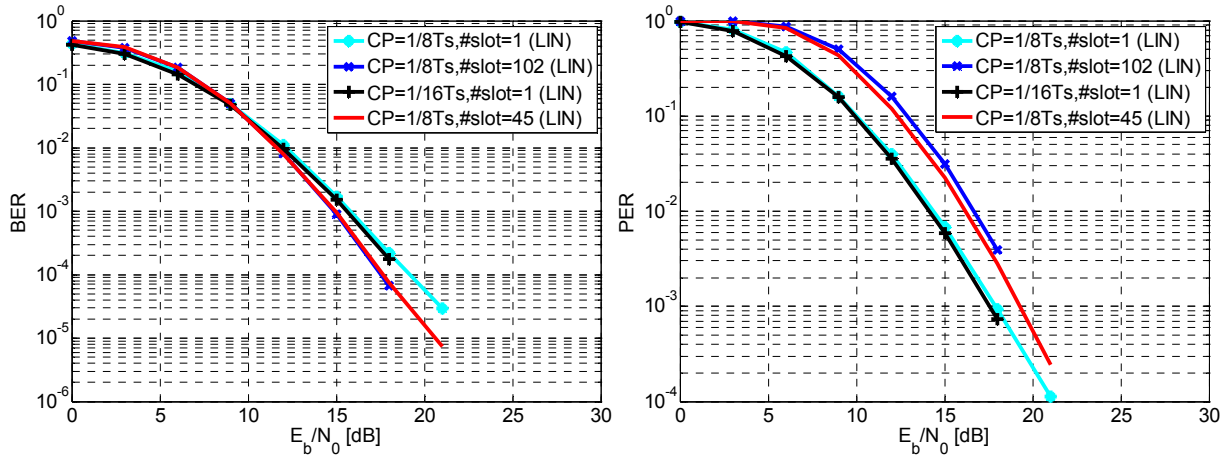 10^0
10^-1
10^-2
10^-3
10^-4
10^-5
10^-6
BER
0 5 10 15 20 25 30
E_b/N_0 [dB]
CP=1/8Ts,#slot=1 (LIN)
CP=1/8Ts,#slot=102 (LIN)
CP=1/16Ts,#slot=1 (LIN)
CP=1/8Ts,#slot=45 (LIN)
10^0
10^-1
10^-2
10^-3
10^-4
PER
0 5 10 15 20 25 30
E_b/N_0 [dB]
CP=1/8Ts,#slot=1 (LIN)
CP=1/8Ts,#slot=102 (LIN)
CP=1/16Ts,#slot=1 (LIN)
CP=1/8Ts,#slot=45 (LIN)